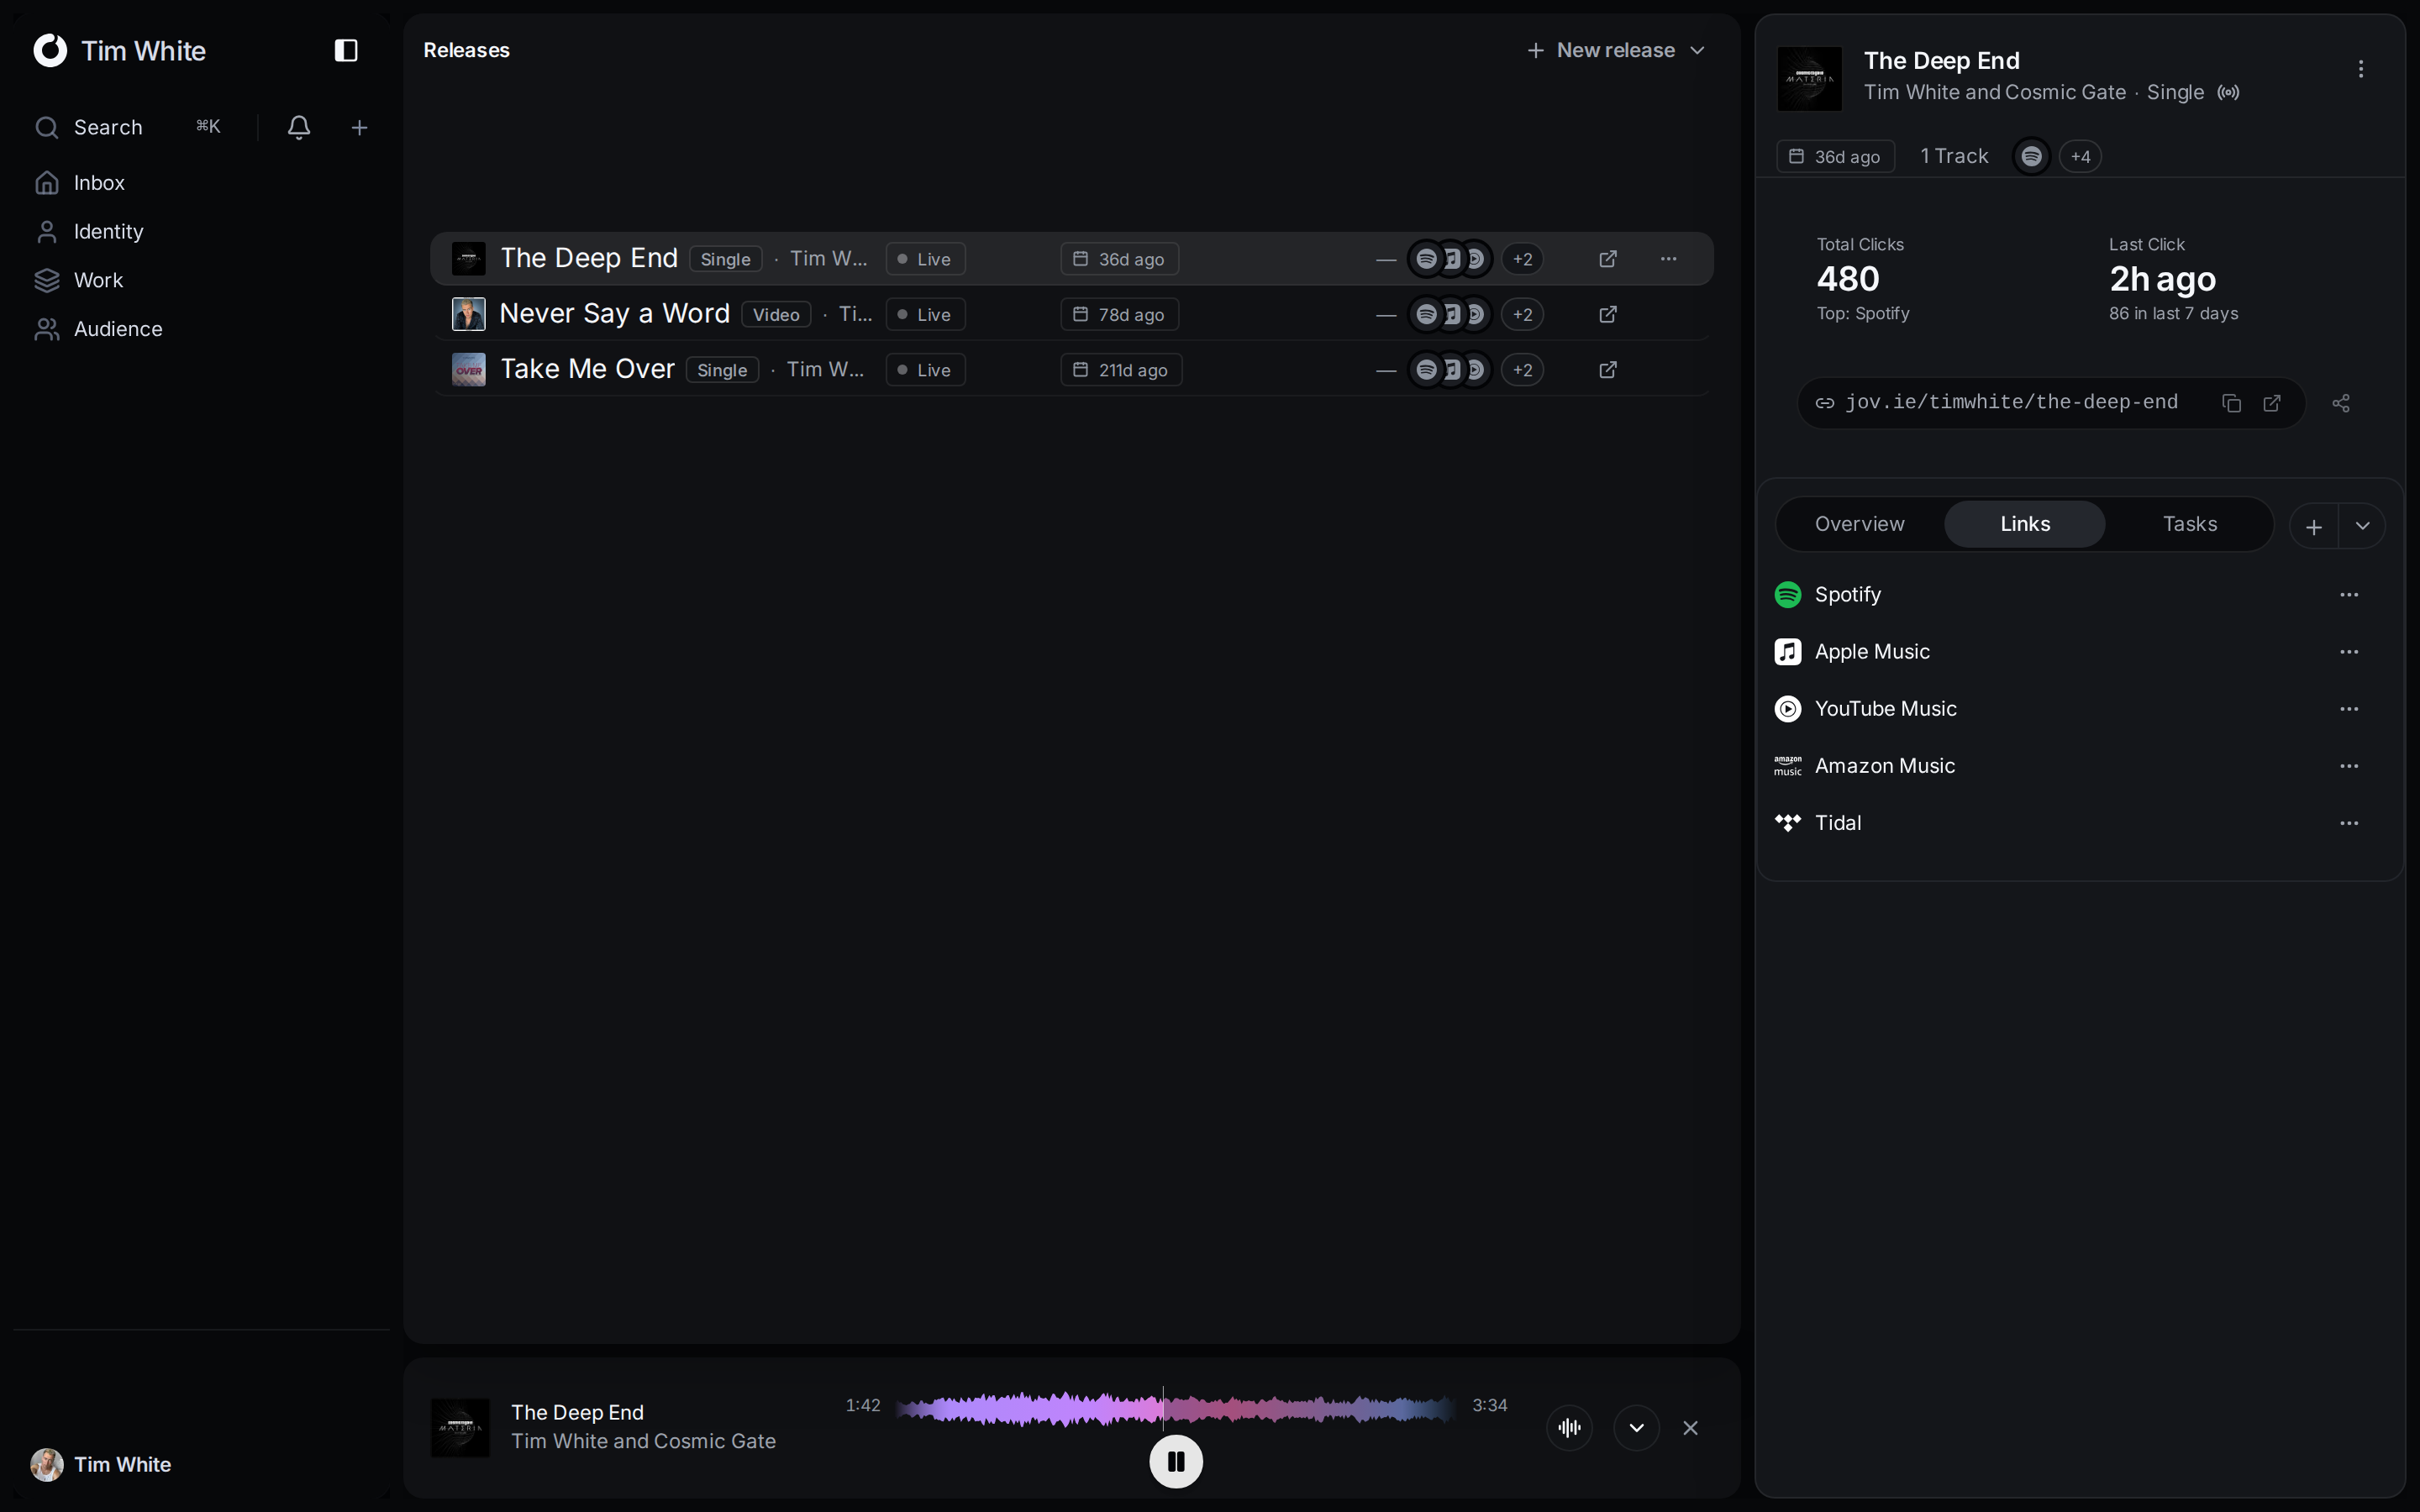 Tim White
Search ⌘K
Inbox
Identity
Work
Audience
Tim White
Releases
New release
The Deep End Single · Tim W... Live 36d ago — +2
Never Say a Word Video · Ti... Live 78d ago — +2
OVER
Take Me Over Single · Tim W... Live 211d ago — +2
The Deep End
Tim White and Cosmic Gate
1:42
3:34
MATERIA
The Deep End
Tim White and Cosmic Gate · Single
36d ago 1 Track +4
Total Clicks
480
Top: Spotify
Last Click
2h ago
86 in last 7 days
jov.ie/timwhite/the-deep-end
Overview Links Tasks
Spotify
Apple Music
YouTube Music
amazon music
Amazon Music
Tidal